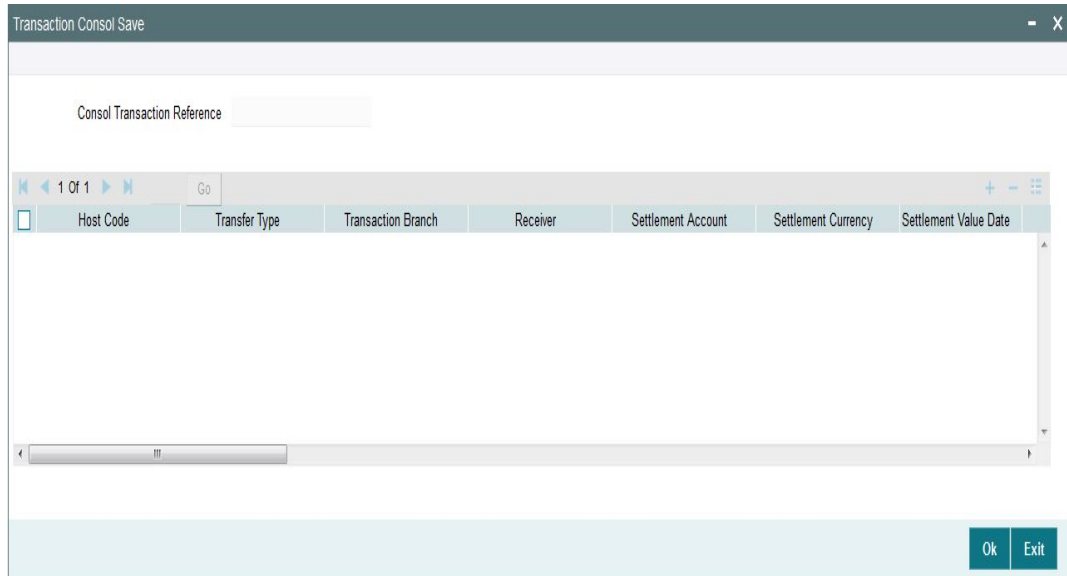 Transaction Consol Save
Consol Transaction Reference
1 Of 1 Go
Host Code Transfer Type Transaction Branch Receiver Settlement Account Settlement Currency Settlement Value Date
Ok Exit